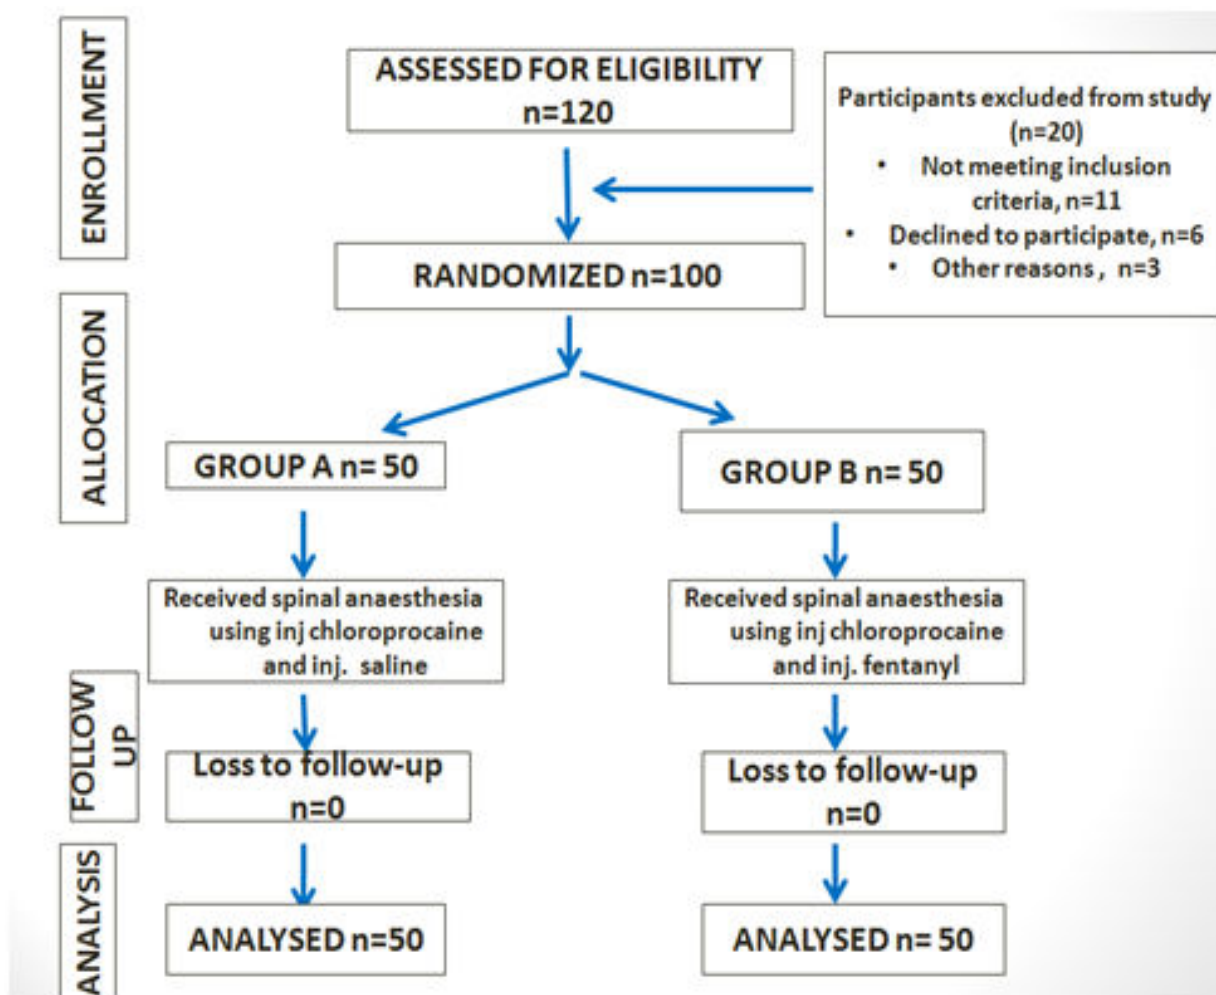 ENROLLMENT
ASSESSED FOR ELIGIBILITY
n=120
Participants excluded from study
(n=20)
• Not meeting inclusion
criteria, n=11
• Declined to participate, n=6
• Other reasons , n=3
RANDOMIZED n=100
ALLOCATION
GROUP A n= 50
GROUP B n= 50
Received spinal anaesthesia
using inj chloroprocaine
and inj. saline
Received spinal anaesthesia
using inj chloroprocaine
and inj. fentanyl
FOLLOW
UP
Loss to follow-up
n=0
Loss to follow-up
n=0
ANALYSIS
ANALYSED n=50
ANALYSED n= 50